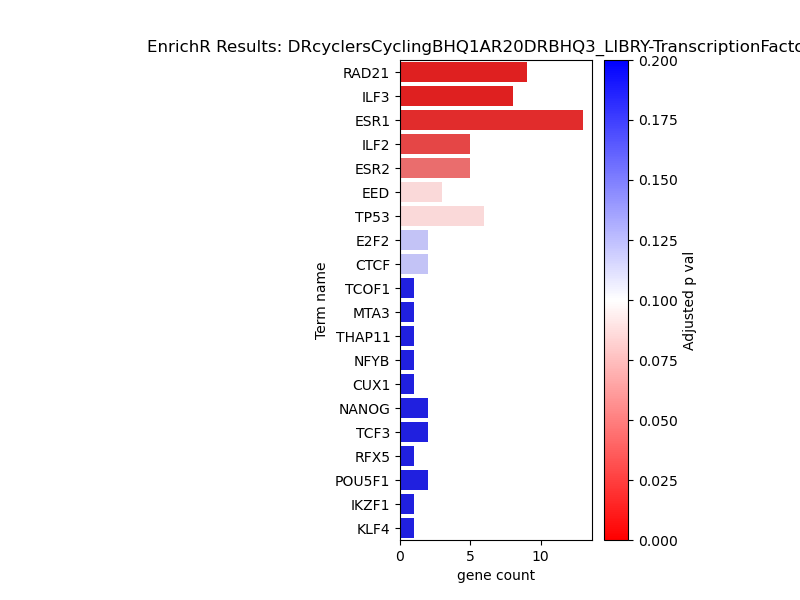 EnrichR Results: DRcyclersCyclingBHQ1AR20DRBHQ3_LIBRY-TranscriptionFacto
RAD21
ILF3
ESR1
ILF2
ESR2
EED
TP53
E2F2
CTCF
TCOF1
MTA3
THAP11
NFYB
CUX1
NANOG
TCF3
RFX5
POU5F1
IKZF1
KLF4
Term name
0 5 10
gene count
0.200
0.175
0.150
0.125
0.100
0.075
0.050
0.025
0.000
Adjusted p val